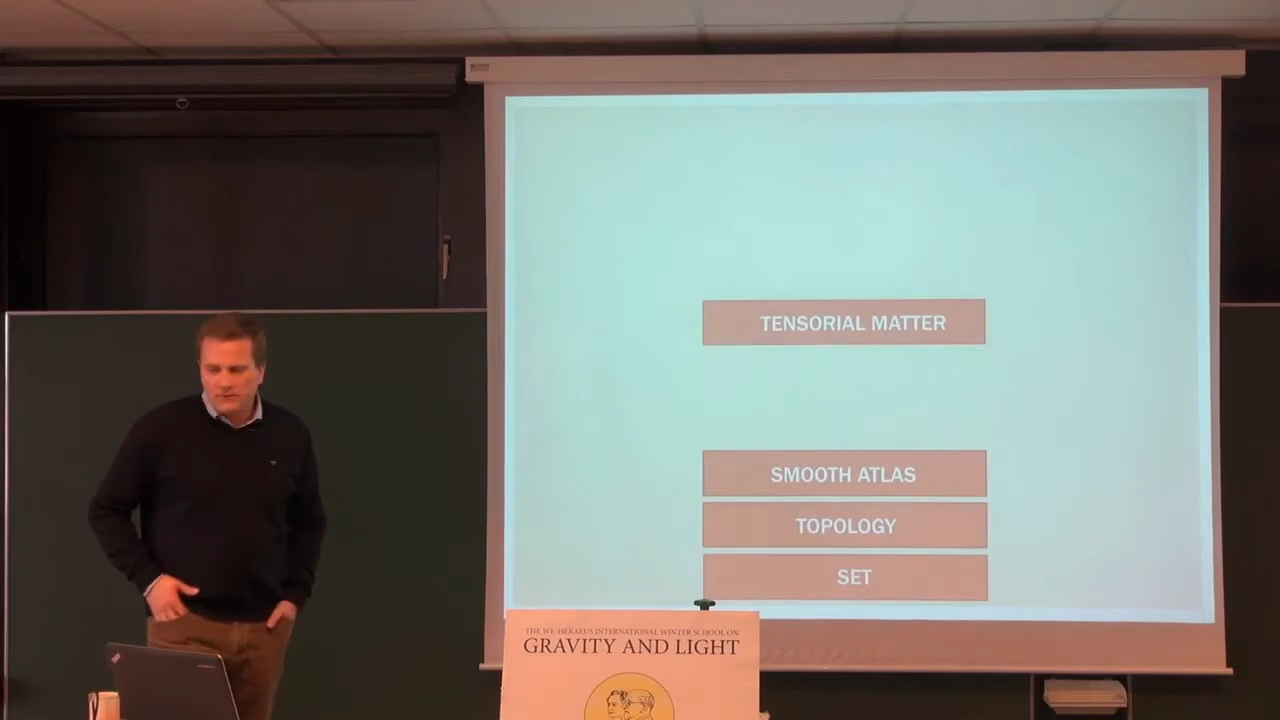 TENSORIAL MATTER
SMOOTH ATLAS
TOPOLOGY
SET
THE WE-HERAEUS INTERNATIONAL WINTER SCHOOL ON
GRAVITY AND LIGHT